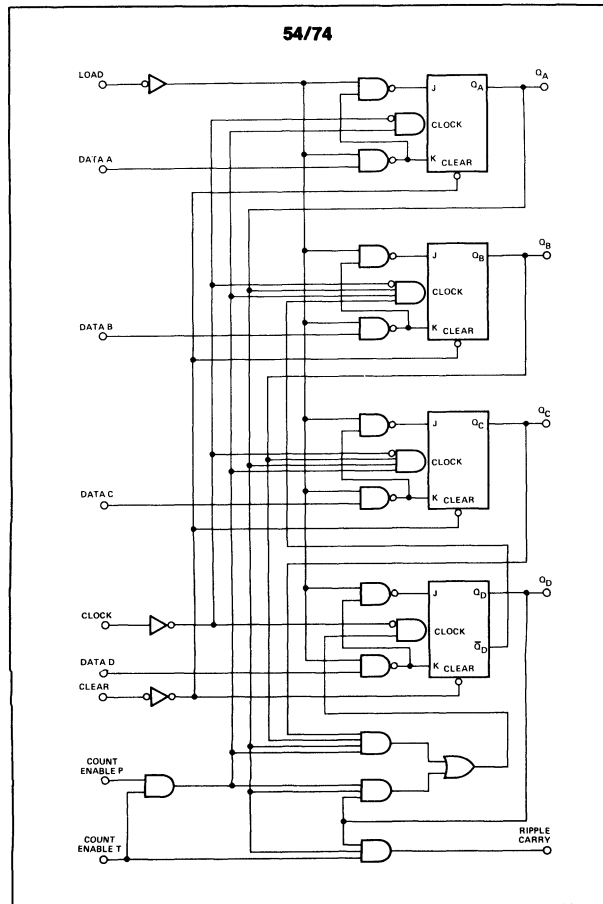 54/74
LOAD
Q_A
J Q_A
CLOCK
DATA A
K
CLEAR
Q_B
J Q_B
CLOCK
DATA B
K
CLEAR
Q_C
J Q_C
CLOCK
DATA C
K
CLEAR
Q_D
J Q_D
CLOCK
CLOCK
Q̅_D
DATA D
K
CLEAR
CLEAR
COUNT
ENABLE P
RIPPLE
CARRY
COUNT
ENABLE T